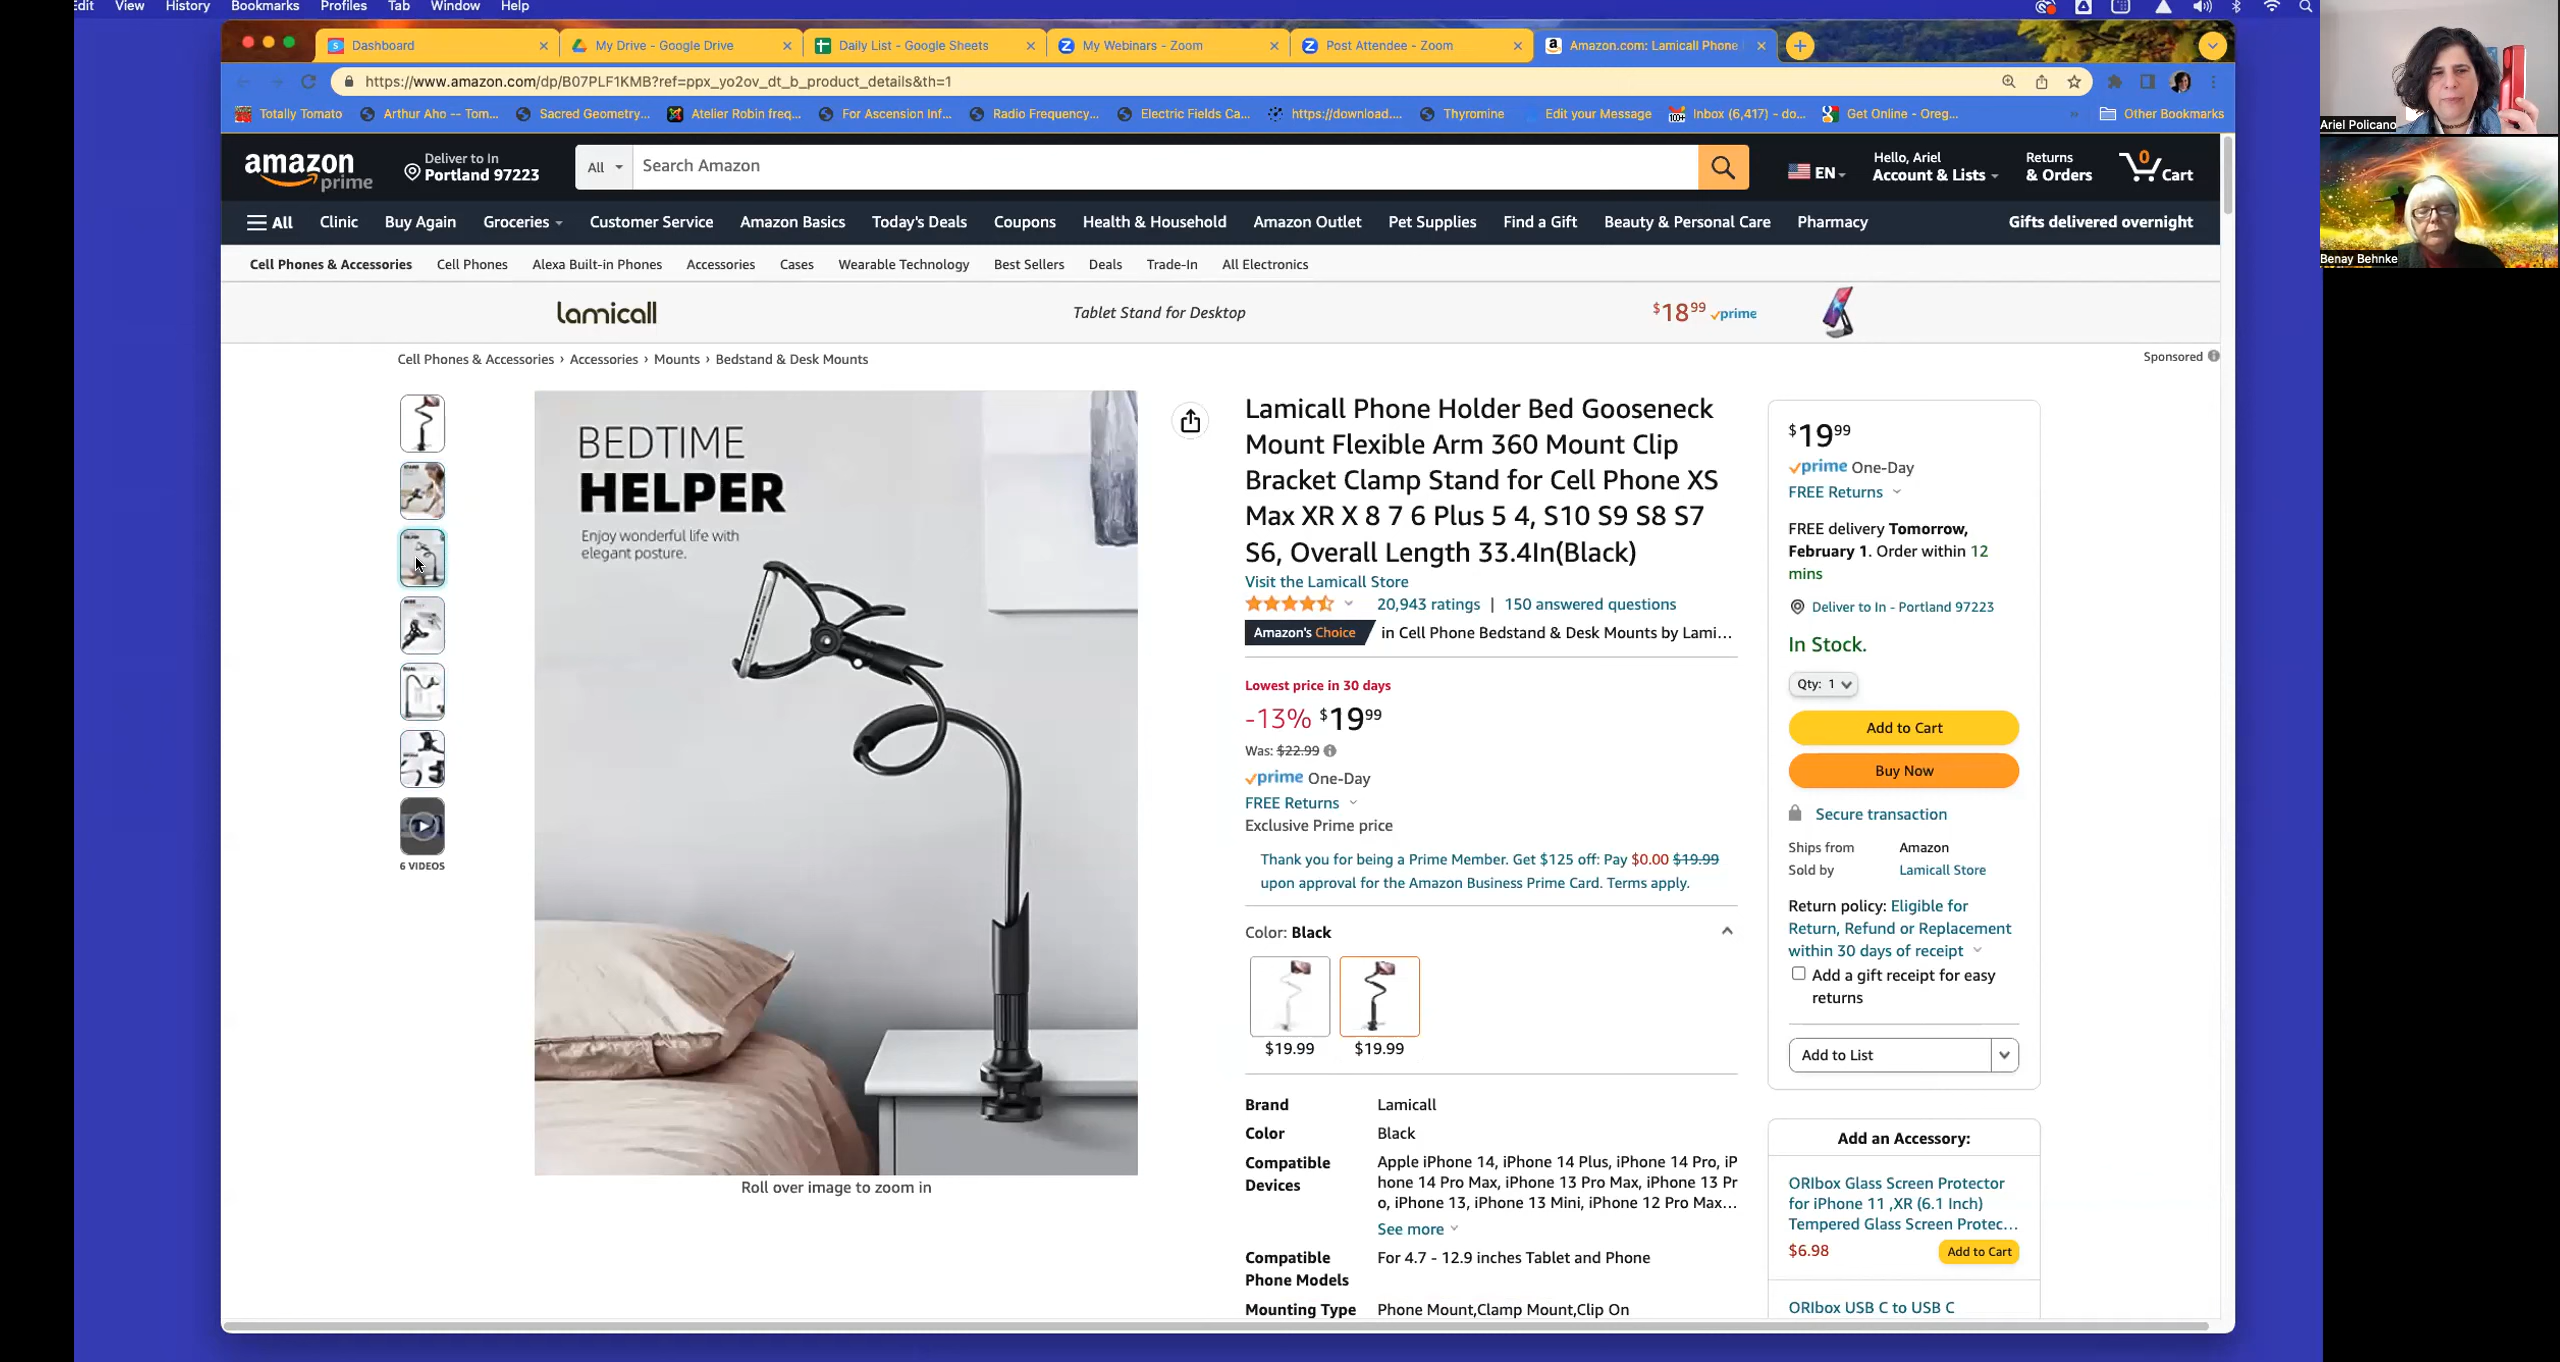 Edit View History Bookmarks Profiles Tab Window Help
Dashboard
My Drive - Google Drive
Daily List - Google Sheets
My Webinars - Zoom
Post Attendee - Zoom
Amazon.com: Lamicall Phone
https://www.amazon.com/dp/B07PLF1KMB?ref=ppx_yo2ov_dt_b_product_details&th=1
Totally Tomato
Arthur Aho -- Tom...
Sacred Geometry...
Atelier Robin freq...
For Ascension Inf...
Radio Frequency...
Electric Fields Ca...
https://download....
Thyromine
Edit your Message
Inbox (6,417) - do...
Get Online - Oreg...
Other Bookmarks
Ariel Policano
Benay Behnke
amazon prime
Deliver to In
Portland 97223
All
Search Amazon
EN
Hello, Ariel
Account & Lists
Returns
& Orders
0
Cart
All Clinic Buy Again Groceries Customer Service Amazon Basics Today's Deals Coupons Health & Household Amazon Outlet Pet Supplies Find a Gift Beauty & Personal Care Pharmacy
Gifts delivered overnight
Cell Phones & Accessories Cell Phones Alexa Built-in Phones Accessories Cases Wearable Technology Best Sellers Deals Trade-In All Electronics
lamicall
Tablet Stand for Desktop
$1899 prime
Sponsored
Cell Phones & Accessories › Accessories › Mounts › Bedstand & Desk Mounts
6 VIDEOS
BEDTIME
HELPER
Enjoy wonderful life with
elegant posture.
Roll over image to zoom in
Lamicall Phone Holder Bed Gooseneck
Mount Flexible Arm 360 Mount Clip
Bracket Clamp Stand for Cell Phone XS
Max XR X 8 7 6 Plus 5 4, S10 S9 S8 S7
S6, Overall Length 33.4In(Black)
Visit the Lamicall Store
20,943 ratings | 150 answered questions
Amazon's Choice in Cell Phone Bedstand & Desk Mounts by Lami...
Lowest price in 30 days
-13% $1999
Was: $22.99
prime One-Day
FREE Returns
Exclusive Prime price
Thank you for being a Prime Member. Get $125 off: Pay $0.00 $19.99
upon approval for the Amazon Business Prime Card. Terms apply.
Color: Black
$19.99
$19.99
Brand Lamicall
Color Black
Compatible Devices
Apple iPhone 14, iPhone 14 Plus, iPhone 14 Pro, iP
hone 14 Pro Max, iPhone 13 Pro Max, iPhone 13 Pr
o, iPhone 13, iPhone 13 Mini, iPhone 12 Pro Max...
See more
Compatible Phone Models
For 4.7 - 12.9 inches Tablet and Phone
Mounting Type Phone Mount,Clamp Mount,Clip On
$1999
prime One-Day
FREE Returns
FREE delivery Tomorrow,
February 1. Order within 12
mins
Deliver to In - Portland 97223
In Stock.
Qty: 1
Add to Cart
Buy Now
Secure transaction
Ships from Amazon
Sold by Lamicall Store
Return policy: Eligible for
Return, Refund or Replacement
within 30 days of receipt
Add a gift receipt for easy
returns
Add to List
Add an Accessory:
ORIbox Glass Screen Protector
for iPhone 11 ,XR (6.1 Inch)
Tempered Glass Screen Protec...
$6.98
Add to Cart
ORIbox USB C to USB C